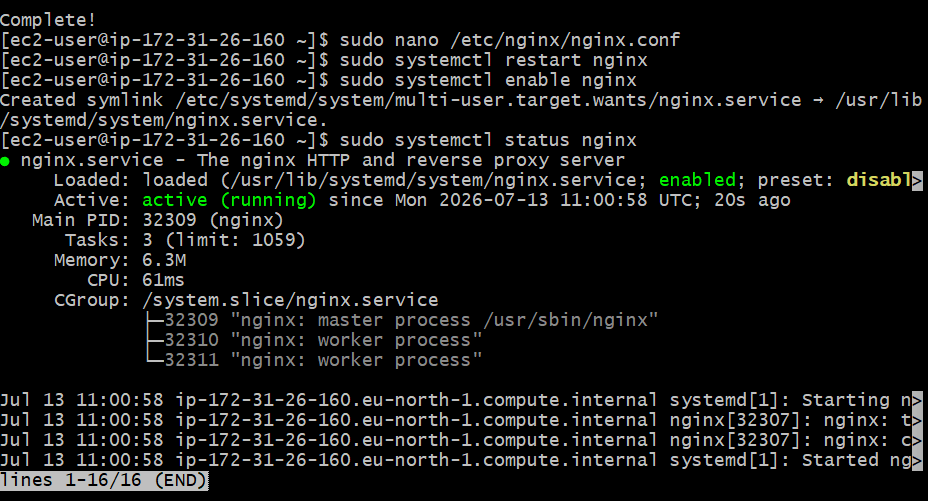 Complete!
[ec2-user@ip-172-31-26-160 ~]$ sudo nano /etc/nginx/nginx.conf
[ec2-user@ip-172-31-26-160 ~]$ sudo systemctl restart nginx
[ec2-user@ip-172-31-26-160 ~]$ sudo systemctl enable nginx
Created symlink /etc/systemd/system/multi-user.target.wants/nginx.service → /usr/lib
/systemd/system/nginx.service.
[ec2-user@ip-172-31-26-160 ~]$ sudo systemctl status nginx
● nginx.service - The nginx HTTP and reverse proxy server
     Loaded: loaded (/usr/lib/systemd/system/nginx.service; enabled; preset: disabl>
     Active: active (running) since Mon 2026-07-13 11:00:58 UTC; 20s ago
   Main PID: 32309 (nginx)
      Tasks: 3 (limit: 1059)
     Memory: 6.3M
        CPU: 61ms
     CGroup: /system.slice/nginx.service
             ├─32309 "nginx: master process /usr/sbin/nginx"
             ├─32310 "nginx: worker process"
             └─32311 "nginx: worker process"

Jul 13 11:00:58 ip-172-31-26-160.eu-north-1.compute.internal systemd[1]: Starting n>
Jul 13 11:00:58 ip-172-31-26-160.eu-north-1.compute.internal nginx[32307]: nginx: t>
Jul 13 11:00:58 ip-172-31-26-160.eu-north-1.compute.internal nginx[32307]: nginx: c>
Jul 13 11:00:58 ip-172-31-26-160.eu-north-1.compute.internal systemd[1]: Started ng>
lines 1-16/16 (END)